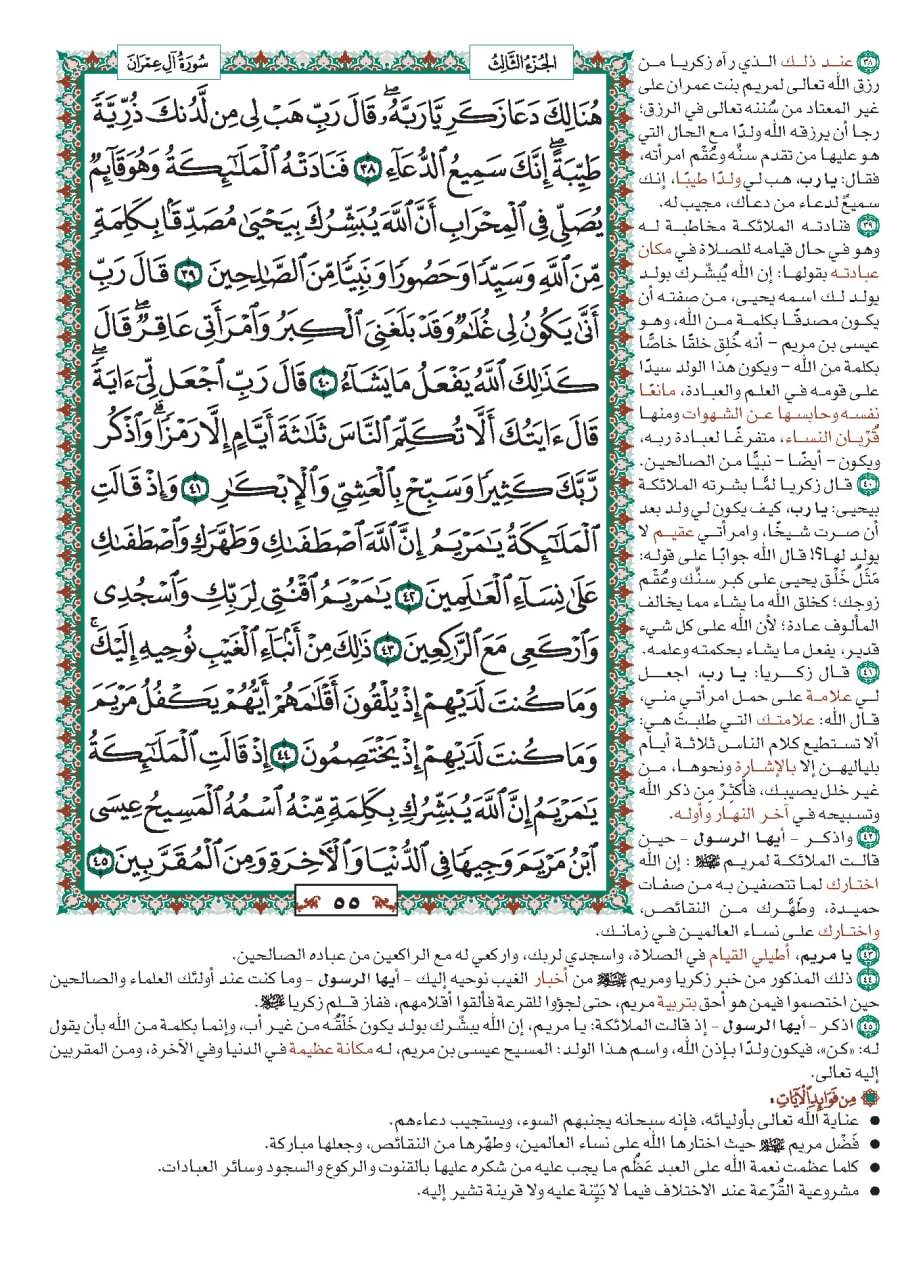 سُورَةُ آلِ عِمْرَانَ
الجُزْءُ الثَّالِثُ
هُنَالِكَ دَعَا زَكَرِيَّا رَبَّهُۥۖ قَالَ رَبِّ هَبۡ لِي مِن لَّدُنكَ ذُرِّيَّةٗ
طَيِّبَةًۖ إِنَّكَ سَمِيعُ ٱلدُّعَآءِ ٣٨ فَنَادَتۡهُ ٱلۡمَلَٰٓئِكَةُ وَهُوَ قَآئِمٞ
يُصَلِّي فِي ٱلۡمِحۡرَابِ أَنَّ ٱللَّهَ يُبَشِّرُكَ بِيَحۡيَىٰ مُصَدِّقَۢا بِكَلِمَةٖ
مِّنَ ٱللَّهِ وَسَيِّدٗا وَحَصُورٗا وَنَبِيّٗا مِّنَ ٱلصَّٰلِحِينَ ٣٩ قَالَ رَبِّ
أَنَّىٰ يَكُونُ لِي غُلَٰمٞ وَقَدۡ بَلَغَنِيَ ٱلۡكِبَرُ وَٱمۡرَأَتِي عَاقِرٞۖ قَالَ
كَذَٰلِكَ ٱللَّهُ يَفۡعَلُ مَا يَشَآءُ ٤٠ قَالَ رَبِّ ٱجۡعَل لِّيٓ ءَايَةٗۖ
قَالَ ءَايَتُكَ أَلَّا تُكَلِّمَ ٱلنَّاسَ ثَلَٰثَةَ أَيَّامٍ إِلَّا رَمۡزٗاۗ وَٱذۡكُر
رَّبَّكَ كَثِيرٗا وَسَبِّحۡ بِٱلۡعَشِيِّ وَٱلۡإِبۡكَٰرِ ٤١ وَإِذۡ قَالَتِ
ٱلۡمَلَٰٓئِكَةُ يَٰمَرۡيَمُ إِنَّ ٱللَّهَ ٱصۡطَفَىٰكِ وَطَهَّرَكِ وَٱصۡطَفَىٰكِ
عَلَىٰ نِسَآءِ ٱلۡعَٰلَمِينَ ٤٢ يَٰمَرۡيَمُ ٱقۡنُتِي لِرَبِّكِ وَٱسۡجُدِي
وَٱرۡكَعِي مَعَ ٱلرَّٰكِعِينَ ٤٣ ذَٰلِكَ مِنۡ أَنۢبَآءِ ٱلۡغَيۡبِ نُوحِيهِ إِلَيۡكَۚ
وَمَا كُنتَ لَدَيۡهِمۡ إِذۡ يُلۡقُونَ أَقۡلَٰمَهُمۡ أَيُّهُمۡ يَكۡفُلُ مَرۡيَمَ
وَمَا كُنتَ لَدَيۡهِمۡ إِذۡ يَخۡتَصِمُونَ ٤٤ إِذۡ قَالَتِ ٱلۡمَلَٰٓئِكَةُ
يَٰمَرۡيَمُ إِنَّ ٱللَّهَ يُبَشِّرُكِ بِكَلِمَةٖ مِّنۡهُ ٱسۡمُهُ ٱلۡمَسِيحُ عِيسَى
ٱبۡنُ مَرۡيَمَ وَجِيهٗا فِي ٱلدُّنۡيَا وَٱلۡأٓخِرَةِ وَمِنَ ٱلۡمُقَرَّبِينَ ٤٥
٥٥
٣٨ عند ذلك الذي رآه زكريا من
رزق الله تعالى لمريم بنت عمران على
غير المعتاد من سُننه تعالى في الرزق؛
رجا أن يرزقه الله ولدًا مع الحال التي
هو عليها من تقدم سنُّه وعُقْم امرأته،
فقال: يا رب، هب لي ولدًا طيبًا، إنك
سميعٌ لدعاء من دعاك، مجيب له.
٣٩ فنادته الملائكة مخاطبة له
وهو في حال قيامه للصلاة في مكان
عبادته بقولها: إن الله يُبشّرك بولد
يولد لك اسمه يحيى، من صفته أن
يكون مصدقًا بكلمة من الله، وهو
عيسى بن مريم - أنه خُلِق خلقًا خاصًّا
بكلمة من الله - ويكون هذا الولد سيدًا
على قومه في العلم والعبادة، مانعًا
نفسه وحابسها عن الشهوات ومنها
قُرْبان النساء، متفرغًا لعبادة ربه،
ويكون - أيضًا - نبيًّا من الصالحين.
٤٠ قال زكريا لمَّا بشرته الملائكة
بيحيى: يا رب، كيف يكون لي ولد بعد
أن صرت شيخًا، وامرأتي عقيم لا
يولد لها؟! قال الله جوابًا على قوله:
مَثَلُ خَلْق يحيى على كبر سنُّك وعُقْم
زوجك؛ كخلق الله ما يشاء مما يخالف
المألوف عادة؛ لأن الله على كل شيء
قدير، يفعل ما يشاء بحكمته وعلمه.
٤١ قال زكريا: يا رب، اجعل
لي علامة على حمل امرأتي مني،
قال الله: علامتك التي طلبتَ هي:
ألا تستطيع كلام الناس ثلاثة أيام
بلياليهن إلا بالإشارة ونحوها، من
غير خلل يصيبك، فأكثِرْ مِن ذكر الله
وتسبيحه في آخر النهار وأوله.
٤٢ واذكر - أيها الرسول - حين
قالت الملائكة لمريم ﷺ: إن الله
اختارك لما تتصفين به من صفات
حميدة، وطَهَّرك من النقائص،
واختارك على نساء العالمين في زمانك.
٤٣ يا مريم، أطيلي القيام في الصلاة، واسجدي لربك، واركعي له مع الراكعين من عباده الصالحين.
٤٤ ذلك المذكور من خبر زكريا ومريم ﷺ من أخبار الغيب نوحيه إليك - أيها الرسول - وما كنت عند أولئك العلماء والصالحين
حين اختصموا فيمن هو أحق بتربية مريم، حتى لجؤوا للقرعة فألقوا أقلامهم، ففاز قلم زكريا ﷺ.
٤٥ اذكر - أيها الرسول - إذ قالت الملائكة: يا مريم، إن الله يبشّرك بولد يكون خَلْقُه من غير أب، وإنما بكلمة من الله بأن يقول
له: «كن»، فيكون ولدًا بإذن الله، واسم هذا الولد: المسيح عيسى بن مريم، له مكانة عظيمة في الدنيا وفي الآخرة، ومن المقربين
إليه تعالى.
مِن فَوَائِدِ الْآيَاتِ:
● عناية الله تعالى بأوليائه، فإنه سبحانه يجنبهم السوء، ويستجيب دعاءهم.
● فَضْل مريم ﷺ حيث اختارها الله على نساء العالمين، وطهّرها من النقائص، وجعلها مباركة.
● كلما عظمت نعمة الله على العبد عَظُم ما يجب عليه من شكره عليها بالقنوت والركوع والسجود وسائر العبادات.
● مشروعية القُرْعة عند الاختلاف فيما لا بَيِّنة عليه ولا قرينة تشير إليه.